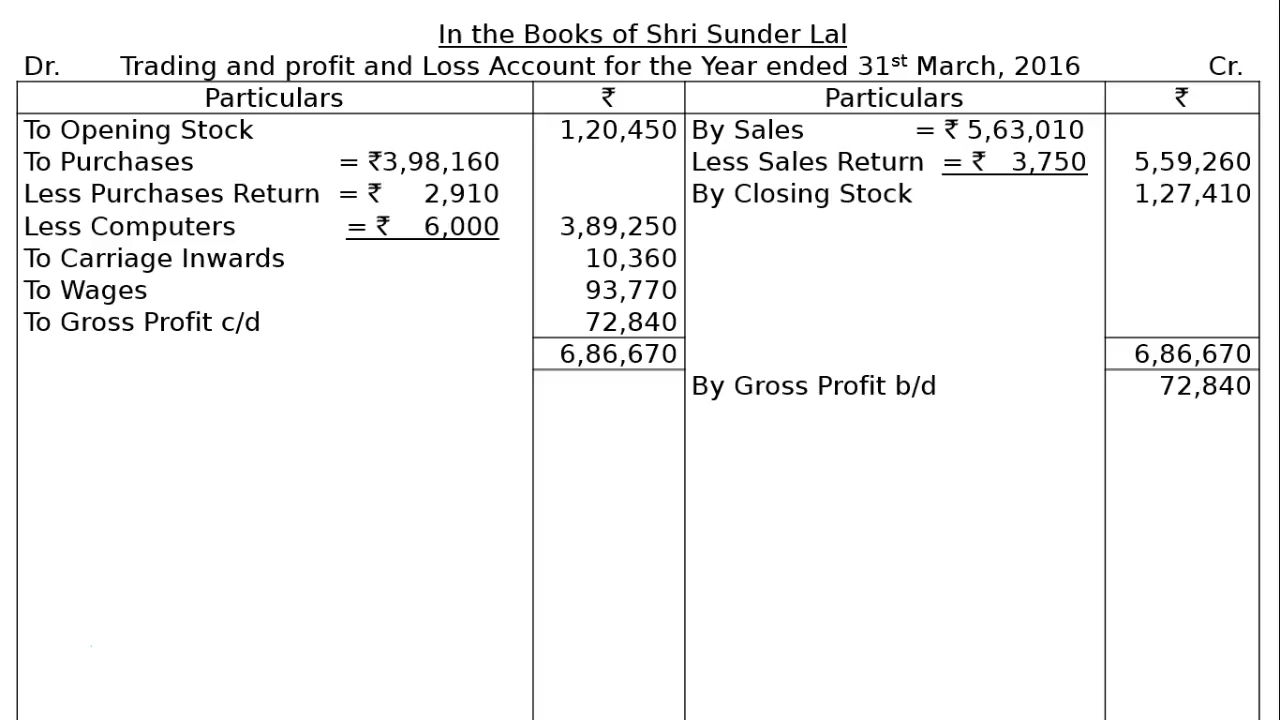 In the Books of Shri Sunder Lal
Dr. Trading and profit and Loss Account for the Year ended 31st March, 2016 Cr.
Particulars ₹ Particulars ₹
To Opening Stock 1,20,450 By Sales = ₹ 5,63,010
To Purchases = ₹3,98,160 Less Sales Return = ₹ 3,750 5,59,260
Less Purchases Return = ₹ 2,910 By Closing Stock 1,27,410
Less Computers = ₹ 6,000 3,89,250
To Carriage Inwards 10,360
To Wages 93,770
To Gross Profit c/d 72,840
6,86,670 6,86,670
By Gross Profit b/d 72,840